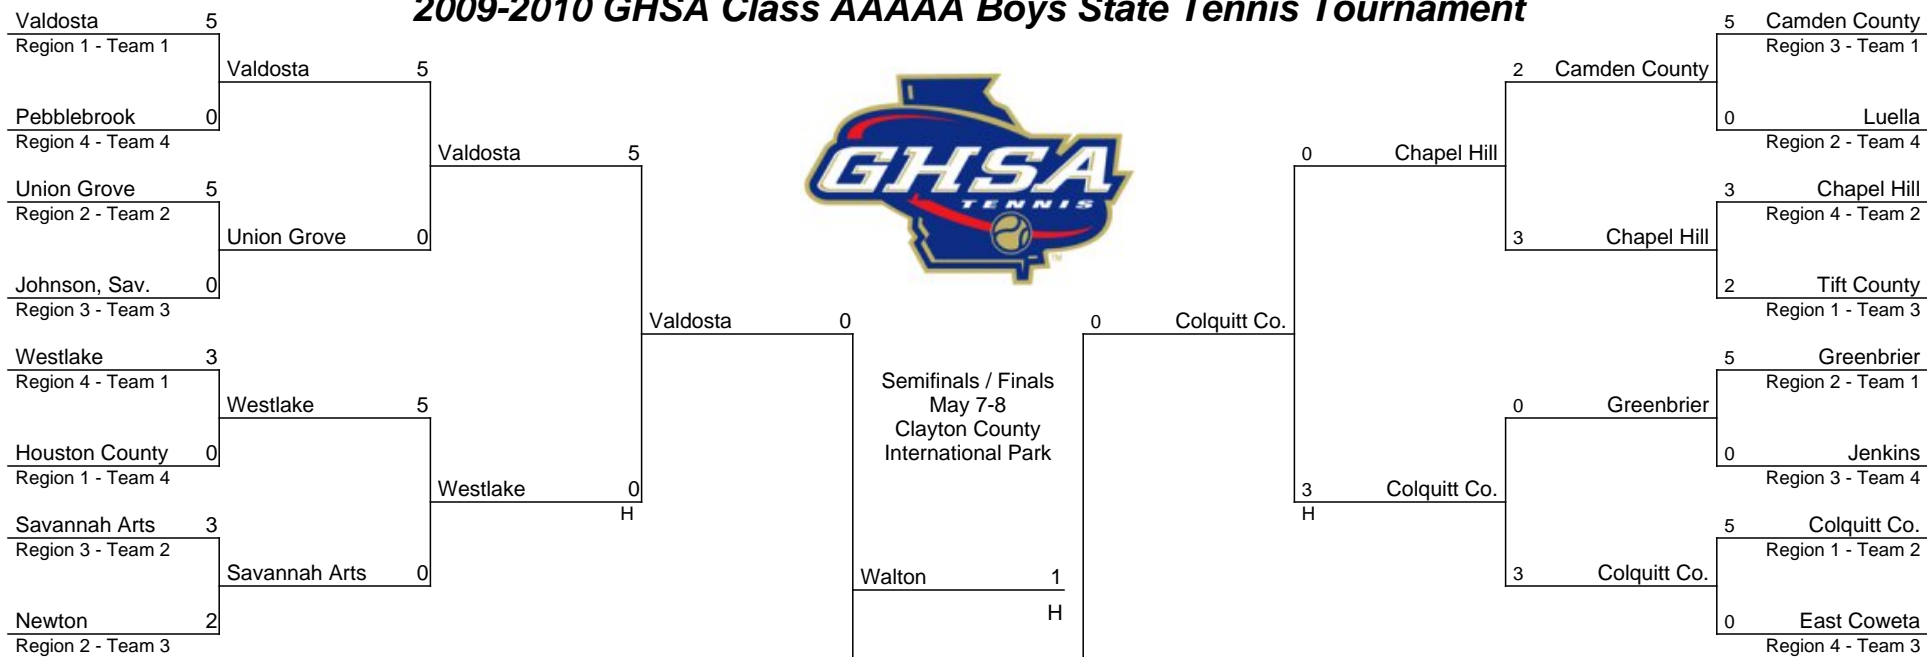 2009-2010 GHSA Class AAAAA Boys State Tennis Tournament
Valdosta 5
Region 1 - Team 1
Valdosta 5
Pebblebrook 0
Region 4 - Team 4
Valdosta 5
Union Grove 5
Region 2 - Team 2
Union Grove 0
Johnson, Sav. 0
Region 3 - Team 3
Valdosta 0
Westlake 3
Region 4 - Team 1
Westlake 5
Houston County 0
Region 1 - Team 4
Westlake 0
H
Savannah Arts 3
Region 3 - Team 2
Savannah Arts 0
Newton 2
Region 2 - Team 3
GHSA
TENNIS
TM
Semifinals / Finals
May 7-8
Clayton County
International Park
Walton 1
H
5 Camden County
Region 3 - Team 1
2 Camden County
0 Luella
Region 2 - Team 4
0 Chapel Hill
3 Chapel Hill
Region 4 - Team 2
3 Chapel Hill
2 Tift County
Region 1 - Team 3
0 Colquitt Co.
5 Greenbrier
Region 2 - Team 1
0 Greenbrier
0 Jenkins
Region 3 - Team 4
3 Colquitt Co.
H
5 Colquitt Co.
Region 1 - Team 2
3 Colquitt Co.
0 East Coweta
Region 4 - Team 3